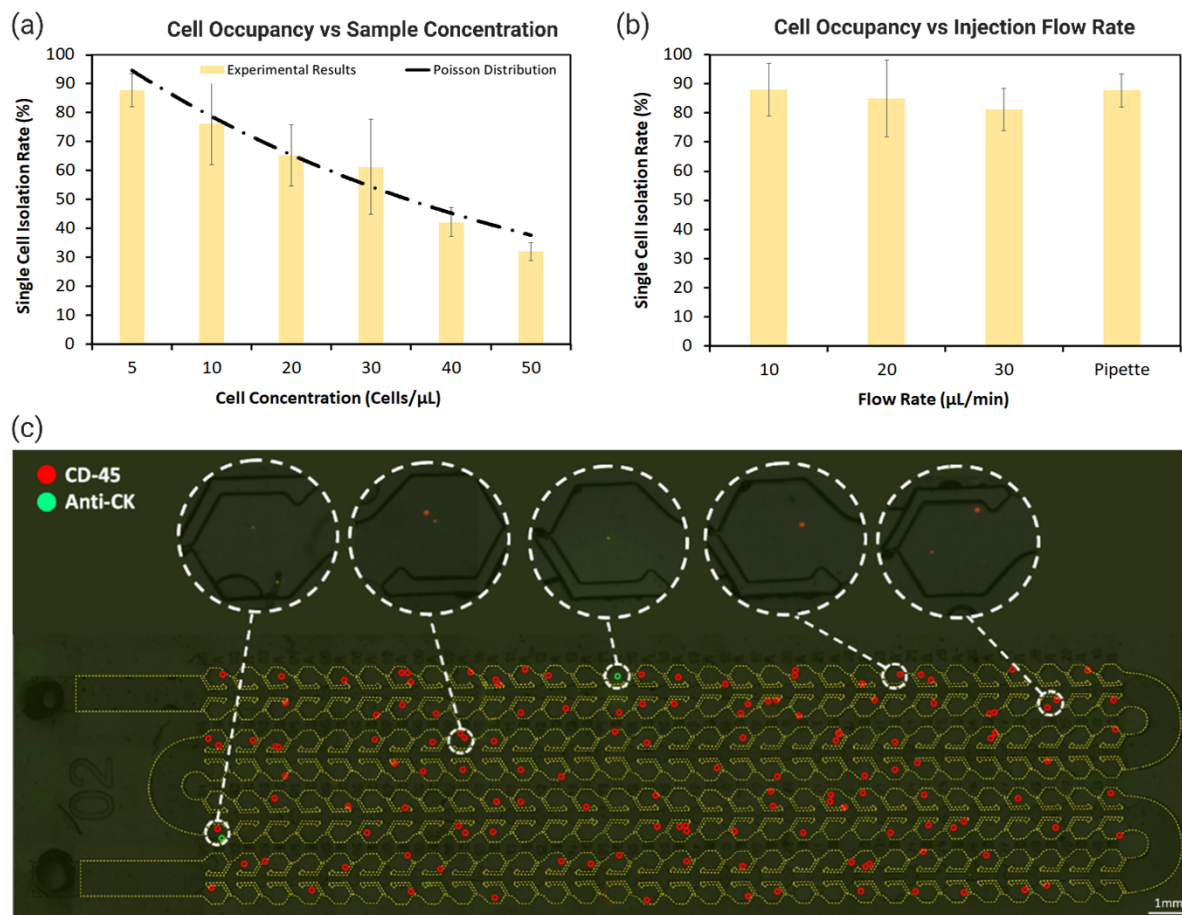 (a)
Cell Occupancy vs Sample Concentration
Experimental Results
Poisson Distribution
Single Cell Isolation Rate (%)
100
90
80
70
60
50
40
30
20
10
0
5 10 20 30 40 50
Cell Concentration (Cells/µL)
(b)
Cell Occupancy vs Injection Flow Rate
Single Cell Isolation Rate (%)
100
90
80
70
60
50
40
30
20
10
0
10 20 30 Pipette
Flow Rate (µL/min)
(c)
CD-45
Anti-CK
/02
1mm